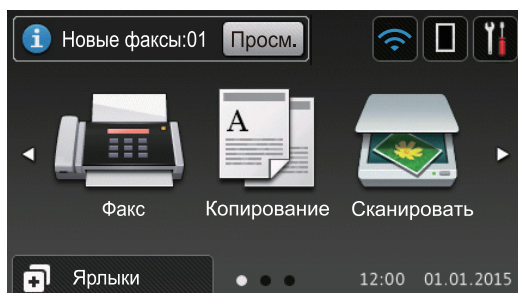 Новые факсы:01 Просм.
A
Факс Копирование Сканировать
Ярлыки 12:00 01.01.2015